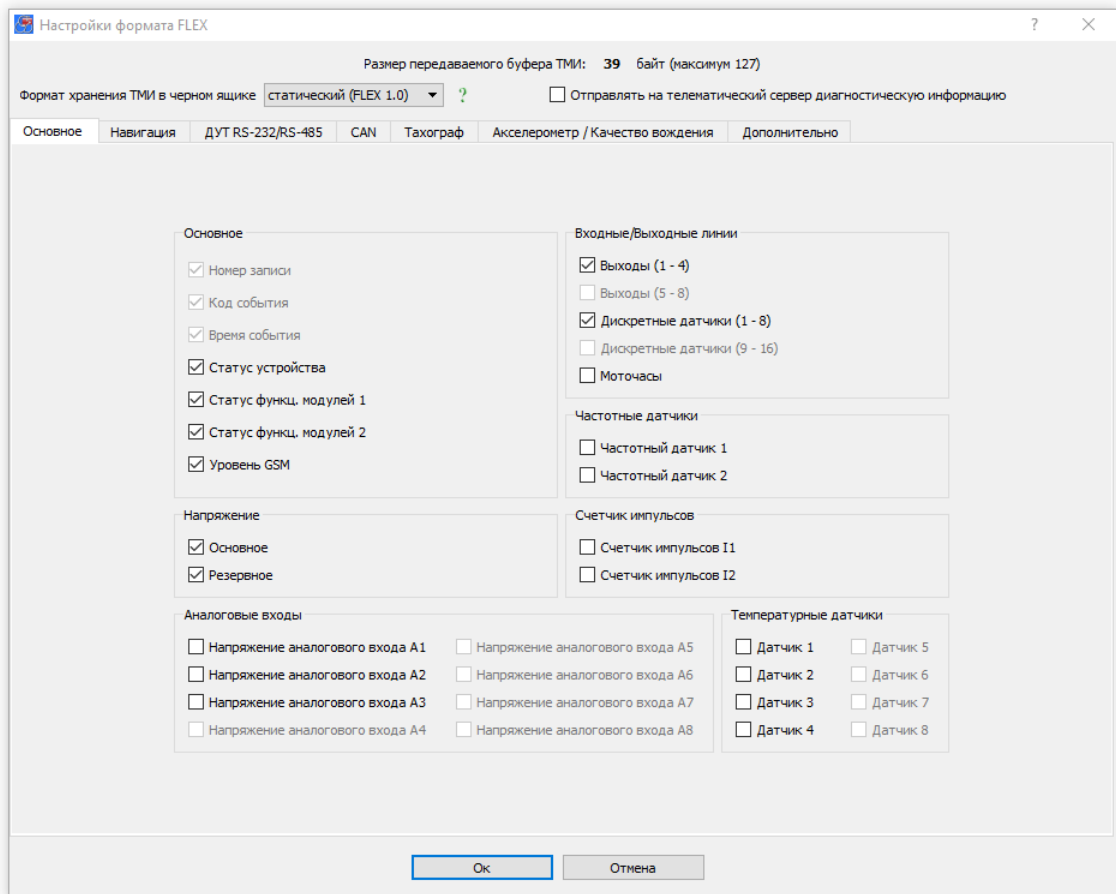 Настройки формата FLEX ?
Размер передаваемого буфера ТМИ: 39 байт (максимум 127)
Формат хранения ТМИ в черном ящике статический (FLEX 1.0) ? Отправлять на телематический сервер диагностическую информацию
Основное Навигация ДУТ RS-232/RS-485 CAN Тахограф Акселерометр / Качество вождения Дополнительно
Основное
Номер записи
Код события
Время события
Статус устройства
Статус функц. модулей 1
Статус функц. модулей 2
Уровень GSM
Входные/Выходные линии
Выходы (1 - 4)
Выходы (5 - 8)
Дискретные датчики (1 - 8)
Дискретные датчики (9 - 16)
Моточасы
Частотные датчики
Частотный датчик 1
Частотный датчик 2
Напряжение
Основное
Резервное
Счетчик импульсов
Счетчик импульсов I1
Счетчик импульсов I2
Аналоговые входы
Напряжение аналогового входа A1 Напряжение аналогового входа A5
Напряжение аналогового входа A2 Напряжение аналогового входа A6
Напряжение аналогового входа A3 Напряжение аналогового входа A7
Напряжение аналогового входа A4 Напряжение аналогового входа A8
Температурные датчики
Датчик 1 Датчик 5
Датчик 2 Датчик 6
Датчик 3 Датчик 7
Датчик 4 Датчик 8
Ок Отмена